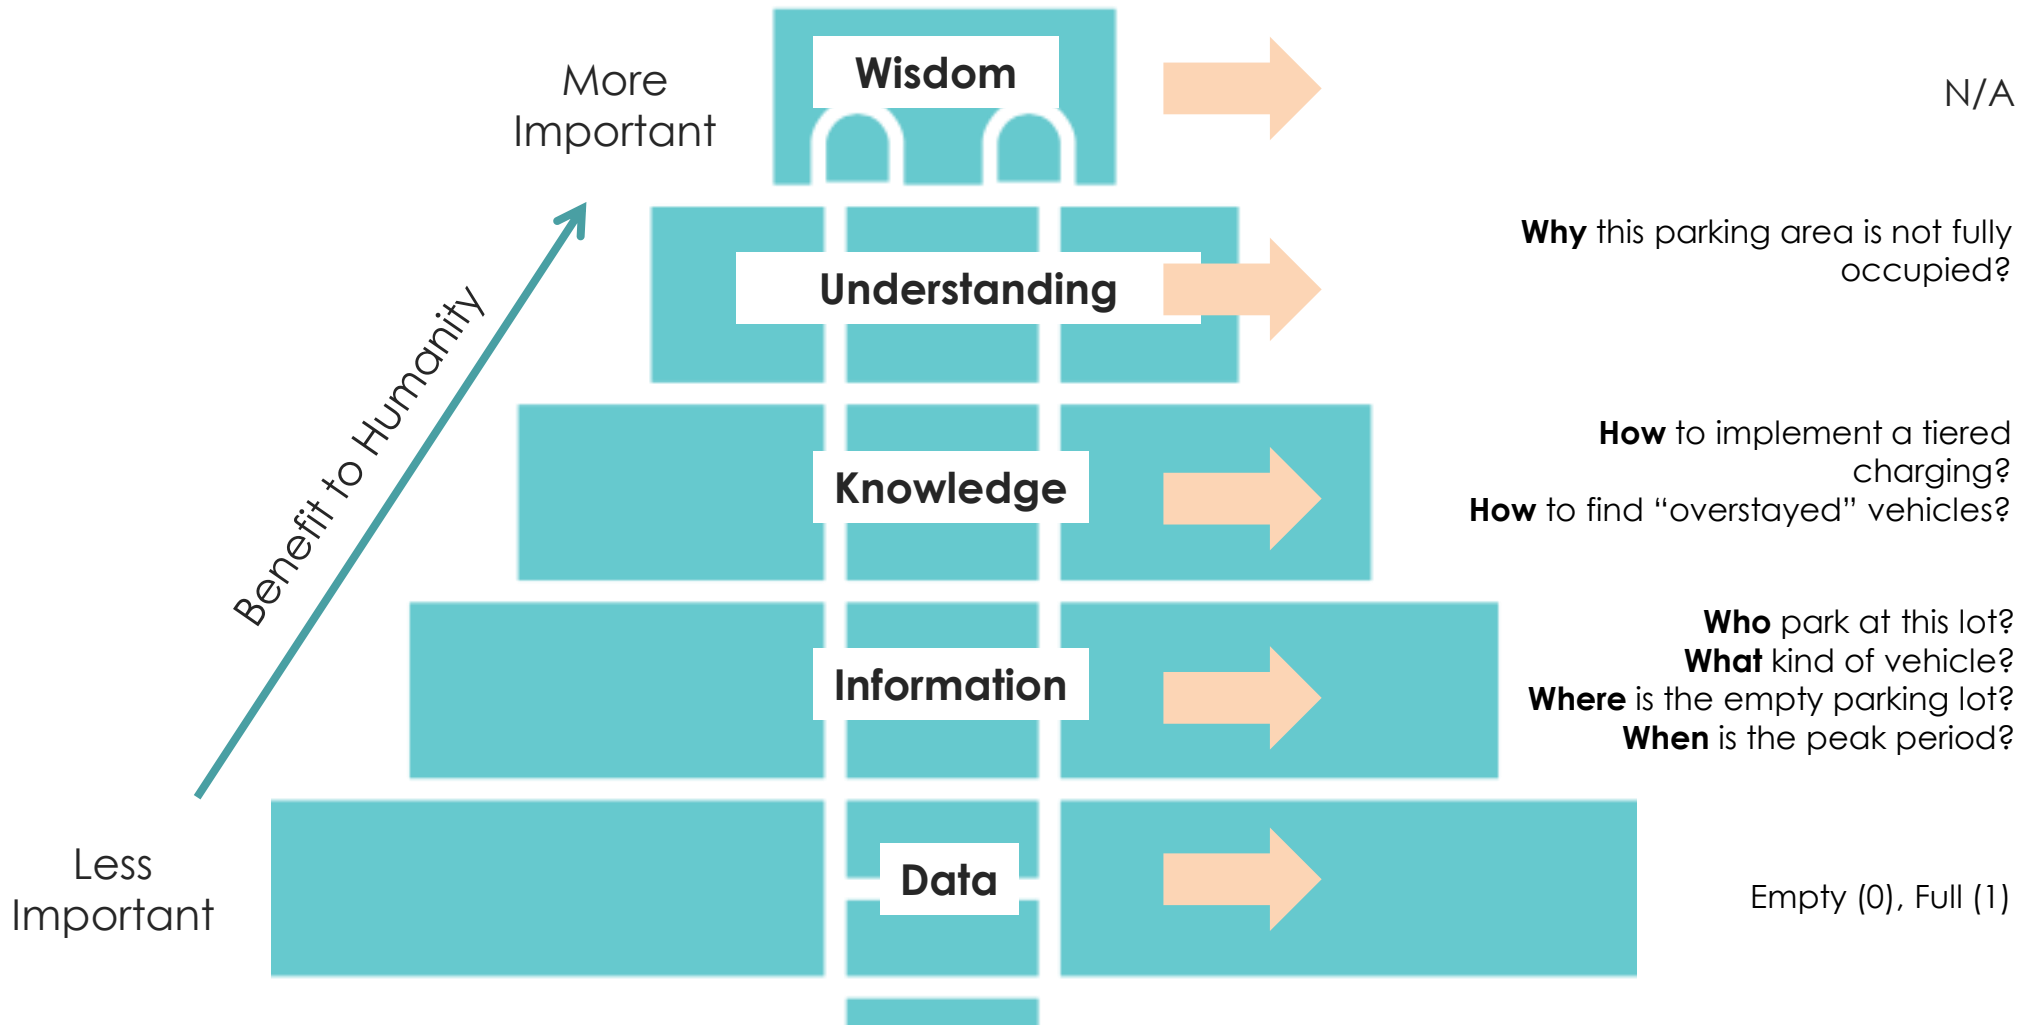 More
Important
Wisdom
N/A
Benefit to Humanity
Understanding
Why this parking area is not fully
occupied?
Knowledge
How to implement a tiered
charging?
How to find “overstayed” vehicles?
Information
Who park at this lot?
What kind of vehicle?
Where is the empty parking lot?
When is the peak period?
Less
Important
Data
Empty (0), Full (1)